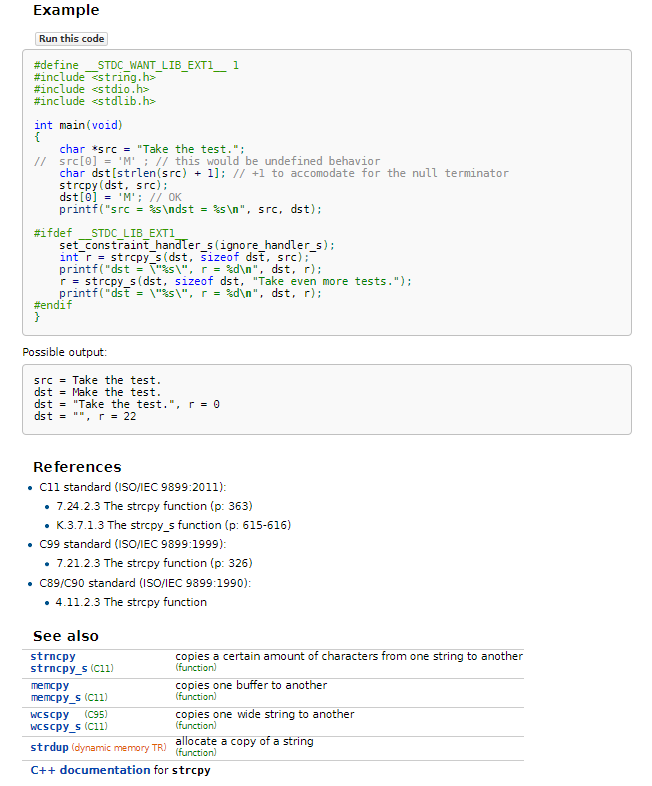 Example
Run this code
#define __STDC_WANT_LIB_EXT1__ 1
#include <string.h>
#include <stdio.h>
#include <stdlib.h>
int main(void)
{
    char *src = "Take the test.";
//  src[0] = 'M' ; // this would be undefined behavior
    char dst[strlen(src) + 1]; // +1 to accomodate for the null terminator
    strcpy(dst, src);
    dst[0] = 'M'; // OK
    printf("src = %s\ndst = %s\n", src, dst);
#ifdef __STDC_LIB_EXT1__
    set_constraint_handler_s(ignore_handler_s);
    int r = strcpy_s(dst, sizeof dst, src);
    printf("dst = \"%s\", r = %d\n", dst, r);
    r = strcpy_s(dst, sizeof dst, "Take even more tests.");
    printf("dst = \"%s\", r = %d\n", dst, r);
#endif
}
Possible output:
src = Take the test.
dst = Make the test.
dst = "Take the test.", r = 0
dst = "", r = 22
References
• C11 standard (ISO/IEC 9899:2011):
• 7.24.2.3 The strcpy function (p: 363)
• K.3.7.1.3 The strcpy_s function (p: 615-616)
• C99 standard (ISO/IEC 9899:1999):
• 7.21.2.3 The strcpy function (p: 326)
• C89/C90 standard (ISO/IEC 9899:1990):
• 4.11.2.3 The strcpy function
See also
strncpy copies a certain amount of characters from one string to another
strncpy_s (C11) (function)
memcpy copies one buffer to another
memcpy_s (C11) (function)
wcscpy (C95) copies one wide string to another
wcscpy_s (C11) (function)
strdup (dynamic memory TR) allocate a copy of a string
(function)
C++ documentation for strcpy